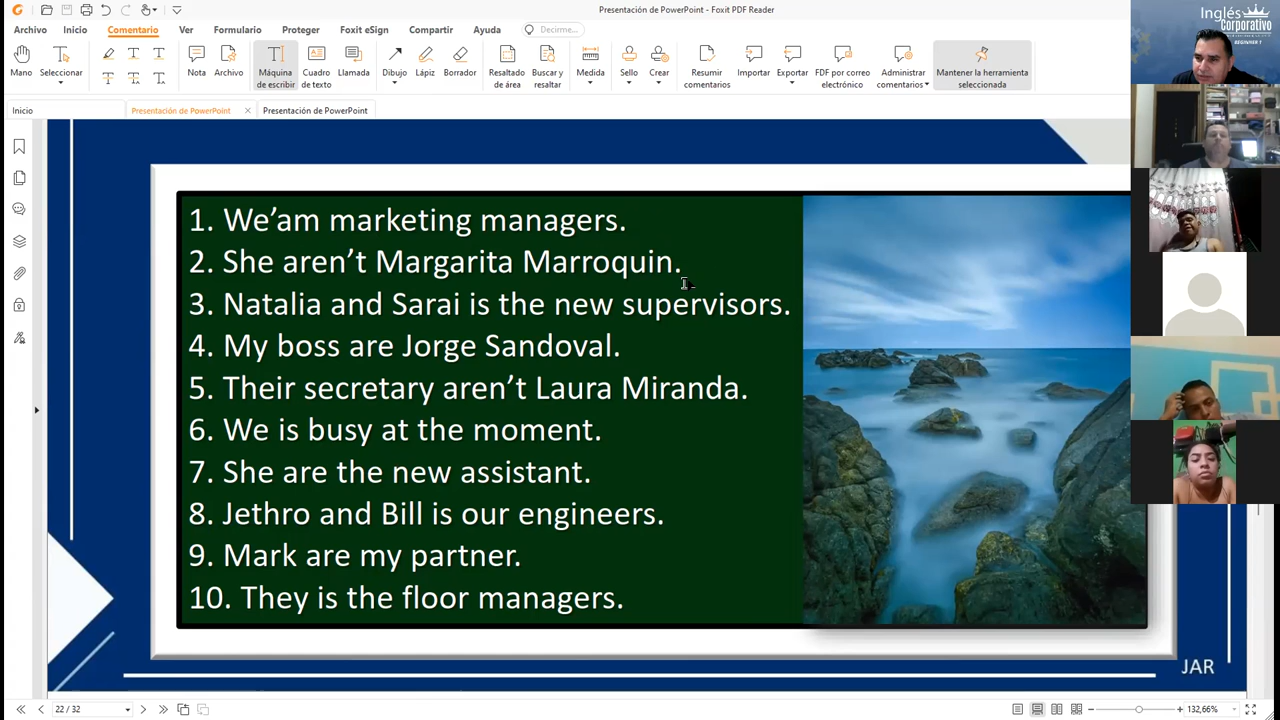 Presentación de PowerPoint - Foxit PDF Reader
Archivo Inicio Comentario Ver Formulario Proteger Foxit eSign Compartir Ayuda Decirme...
Mano Seleccionar Nota Archivo Máquina de escribir Cuadro de texto Llamada Dibujo Lápiz Borrador Resaltado de área Buscar y resaltar Medida Sello Crear Resumir comentarios Importar Exportar FDP por correo electrónico Administrar comentarios Mantener la herramienta seleccionada
Inicio Presentación de PowerPoint Presentación de PowerPoint
Inglés
Corporativo
BEGINNER 1
1. We’am marketing managers.
2. She aren’t Margarita Marroquin.
3. Natalia and Sarai is the new supervisors.
4. My boss are Jorge Sandoval.
5. Their secretary aren’t Laura Miranda.
6. We is busy at the moment.
7. She are the new assistant.
8. Jethro and Bill is our engineers.
9. Mark are my partner.
10. They is the floor managers.
JAR
22 / 32
132,66%